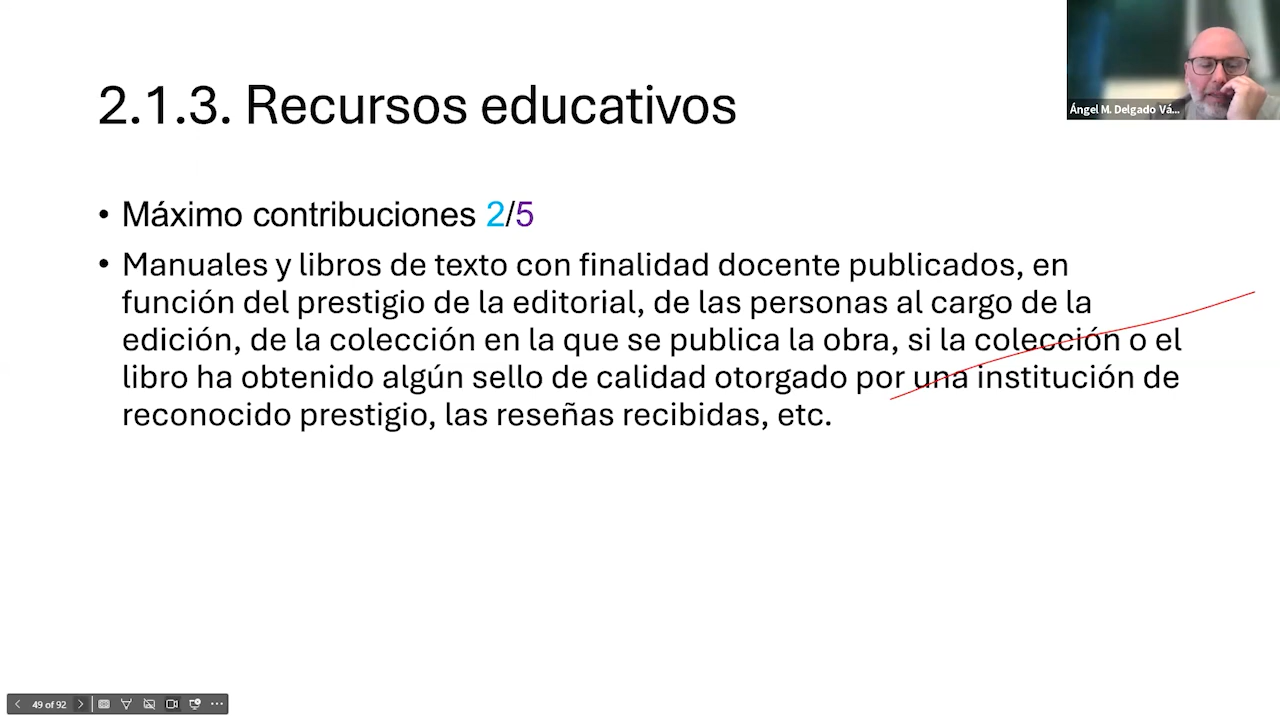 2.1.3. Recursos educativos
Ángel M. Delgado Vá...
• Máximo contribuciones 2/5
• Manuales y libros de texto con finalidad docente publicados, en
función del prestigio de la editorial, de las personas al cargo de la
edición, de la colección en la que se publica la obra, si la colección o el
libro ha obtenido algún sello de calidad otorgado por una institución de
reconocido prestigio, las reseñas recibidas, etc.
49 of 92